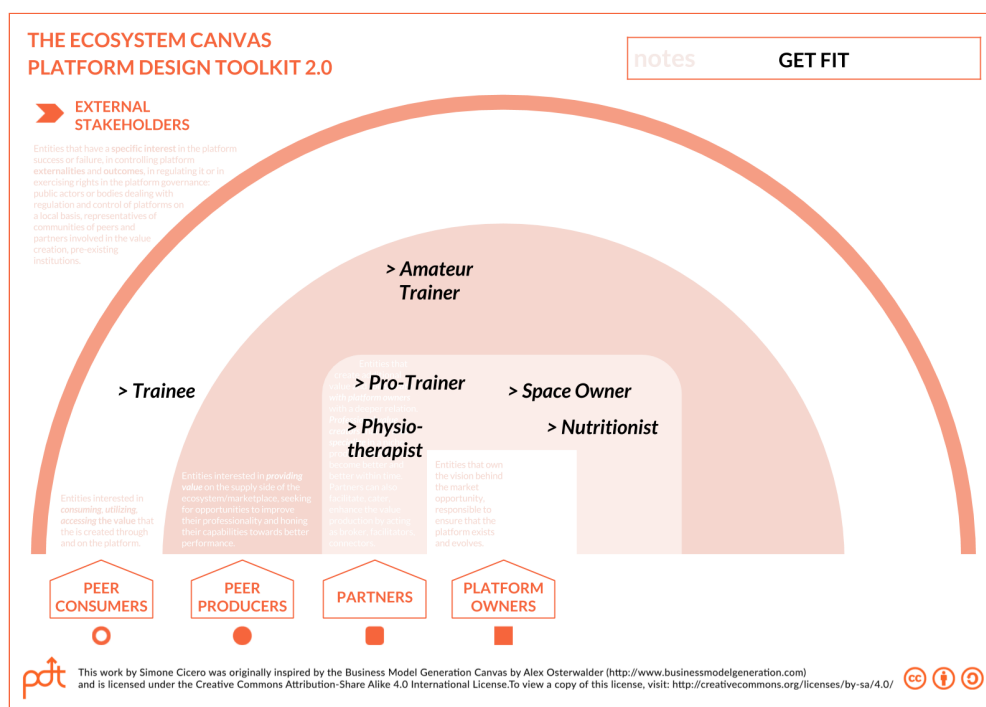 THE ECOSYSTEM CANVAS
PLATFORM DESIGN TOOLKIT 2.0
notes
GET FIT
EXTERNAL
STAKEHOLDERS
Entities that have a specific interest in the platform
success or failure, in controlling platform
externalities and outcomes, in regulating it or in
exercising rights in the platform governance:
public actors or bodies dealing with
regulation and control of platforms on
a local basis, representatives of
communities of peers and
partners involved in the value
creation, pre-existing
institutions.
> Amateur
Trainer
> Trainee
Entities that
> Pro-Trainer
with platform owners
> Space Owner
> Physio-
therapist
> Nutritionist
Entities interested in
consuming, utilizing,
accessing the value that
the is created through
and on the platform.
Entities interested in providing
value on the supply side of the
ecosystem/marketplace, seeking
for opportunities to improve
their professionality and honing
their capabilities towards better
performance.
Entities that own
the vision behind
the market
opportunity,
responsible to
ensure that the
platform exists
and evolves.
PEER
CONSUMERS
PEER
PRODUCERS
PARTNERS
PLATFORM
OWNERS
pdt
This work by Simone Cicero was originally inspired by the Business Model Generation Canvas by Alex Osterwalder (http://www.businessmodelgeneration.com)
and is licensed under the Creative Commons Attribution-Share Alike 4.0 International License.To view a copy of this license, visit: http://creativecommons.org/licenses/by-sa/4.0/
cc